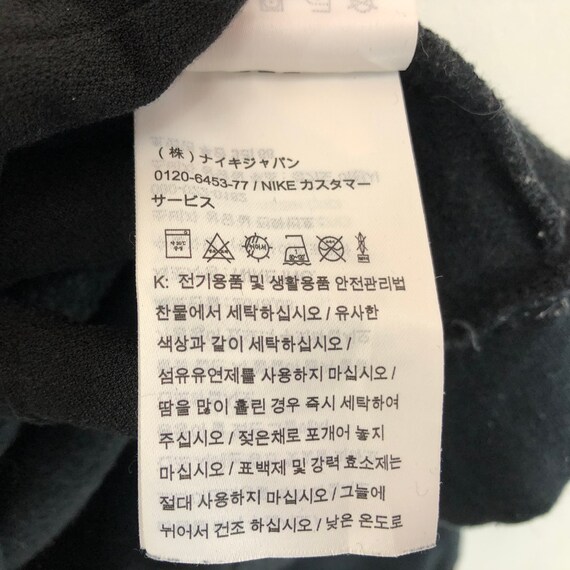 (株)ナイキジャパン
0120-6453-77 / NIKE カスタマー
サービス
K: 전기용품 및 생활용품 안전관리법
찬물에서 세탁하십시오 / 유사한
색상과 같이 세탁하십시오 /
섬유유연제를 사용하지 마십시오 /
땀을 많이 흘린 경우 즉시 세탁하여
주십시오 / 젖은채로 포개어 놓지
마십시오 / 표백제 및 강력 효소제는
절대 사용하지 마십시오 / 그늘에
뉘어서 건조 하십시오 / 낮은 온도로